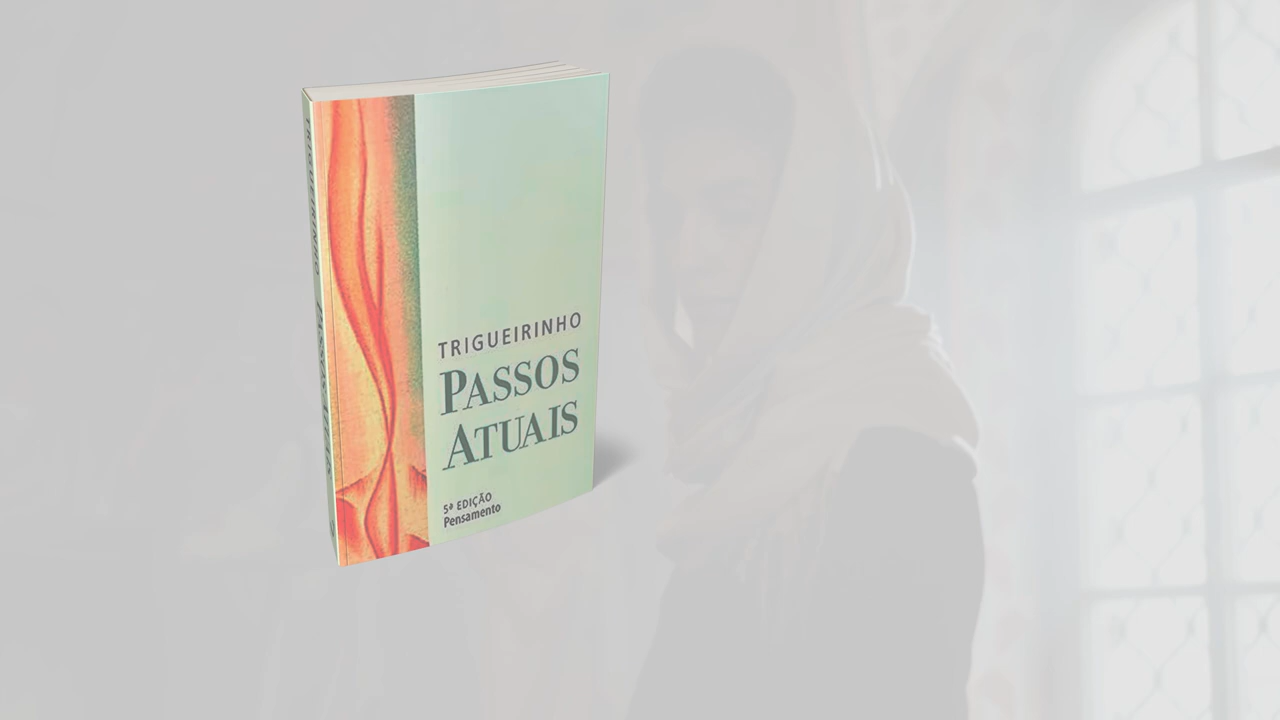 TRIGUEIRINHO
PASSOS
ATUAIS
5ª EDIÇÃO
Pensamento
TRIGUEIRINHO PASSOS ATUAIS